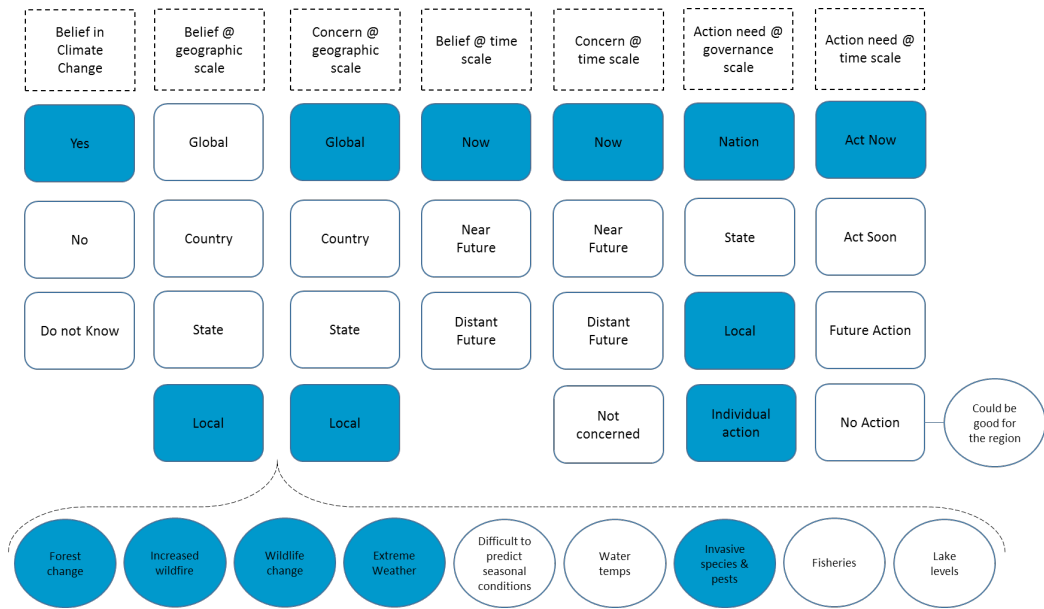 Belief in
Climate
Change
Belief @
geographic
scale
Concern @
geographic
scale
Belief @ time
scale
Concern @
time scale
Action need @
governance
scale
Action need @
time scale
Yes
Global
Global
Now
Now
Nation
Act Now
No
Country
Country
Near
Future
Near
Future
State
Act Soon
Do not Know
State
State
Distant
Future
Distant
Future
Local
Future Action
Local
Local
Not
concerned
Individual
action
No Action
Could be
good for
the region
Forest
change
Increased
wildfire
Wildlife
change
Extreme
Weather
Difficult to
predict
seasonal
conditions
Water
temps
Invasive
species &
pests
Fisheries
Lake
levels